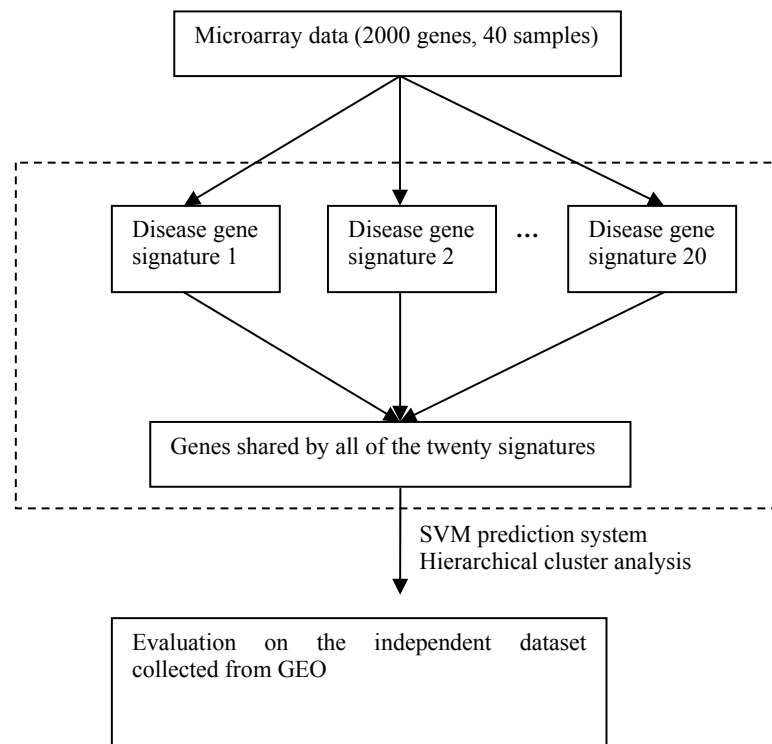 Microarray data (2000 genes, 40 samples)
Disease gene
signature 1
Disease gene
signature 2
...
Disease gene
signature 20
Genes shared by all of the twenty signatures
SVM prediction system
Hierarchical cluster analysis
Evaluation on the independent dataset
collected from GEO